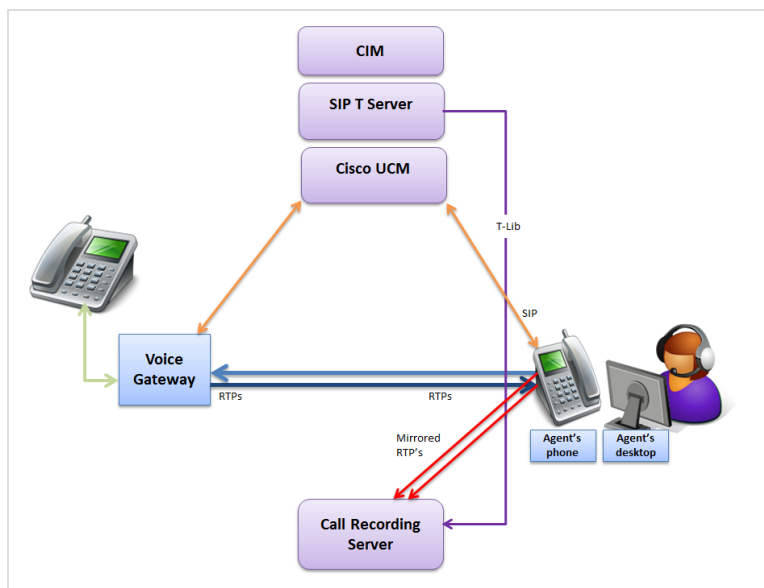 CIM
SIP T Server
Cisco UCM
T-Lib
SIP
Voice
Gateway
RTPs
RTPs
Mirrored
RTP's
Agent's
phone
Agent's
desktop
Call Recording
Server